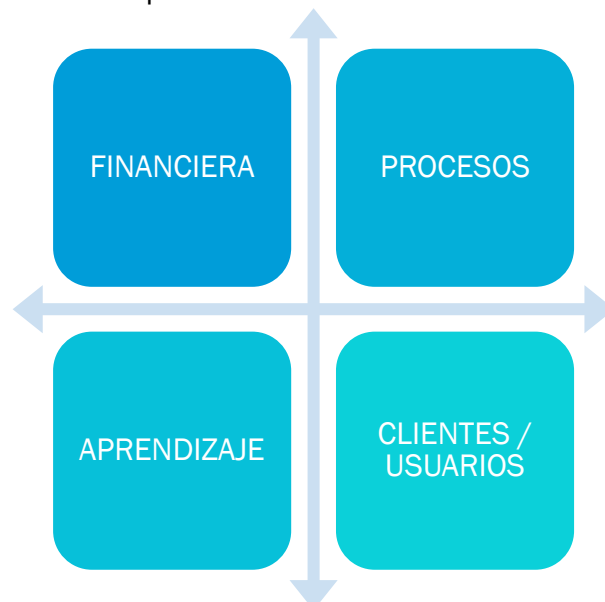 FINANCIERA
PROCESOS
APRENDIZAJE
CLIENTES /
USUARIOS